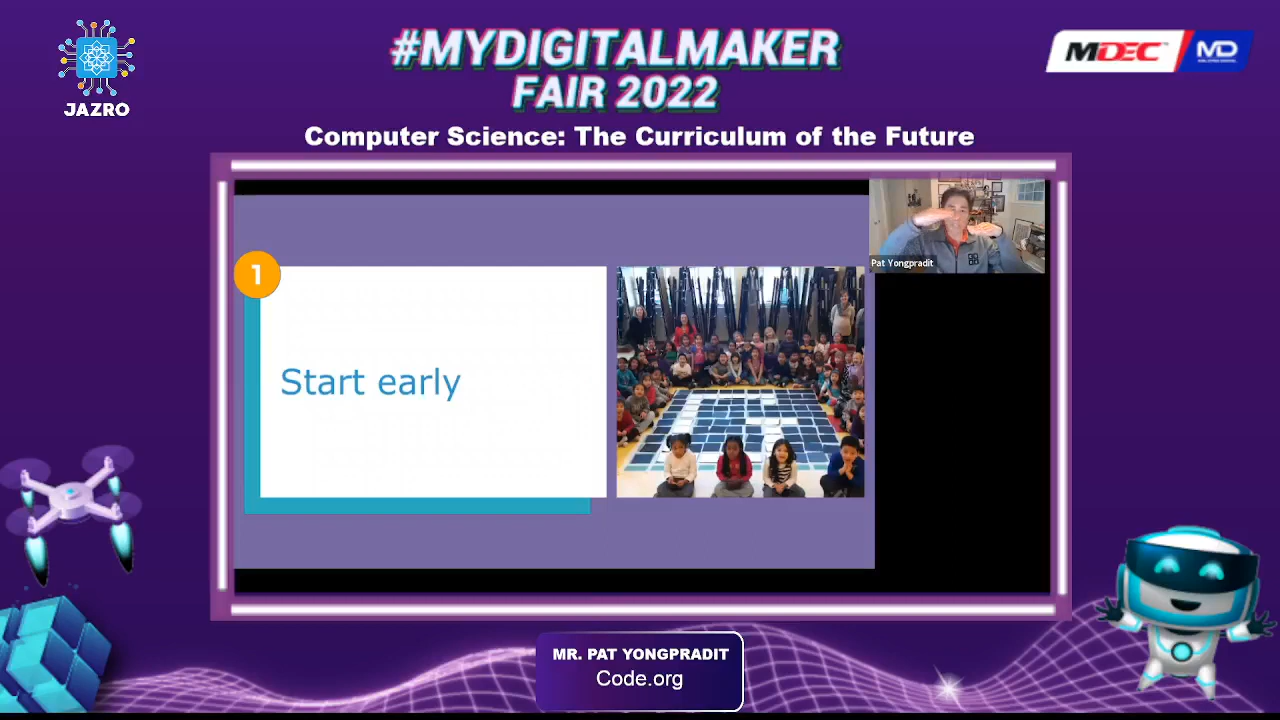 JAZRO
#MYDIGITALMAKER
FAIR 2022
MDEC
MD
Computer Science: The Curriculum of the Future
Pat Yongpradit
1
Start early
MR. PAT YONGPRADIT
Code.org